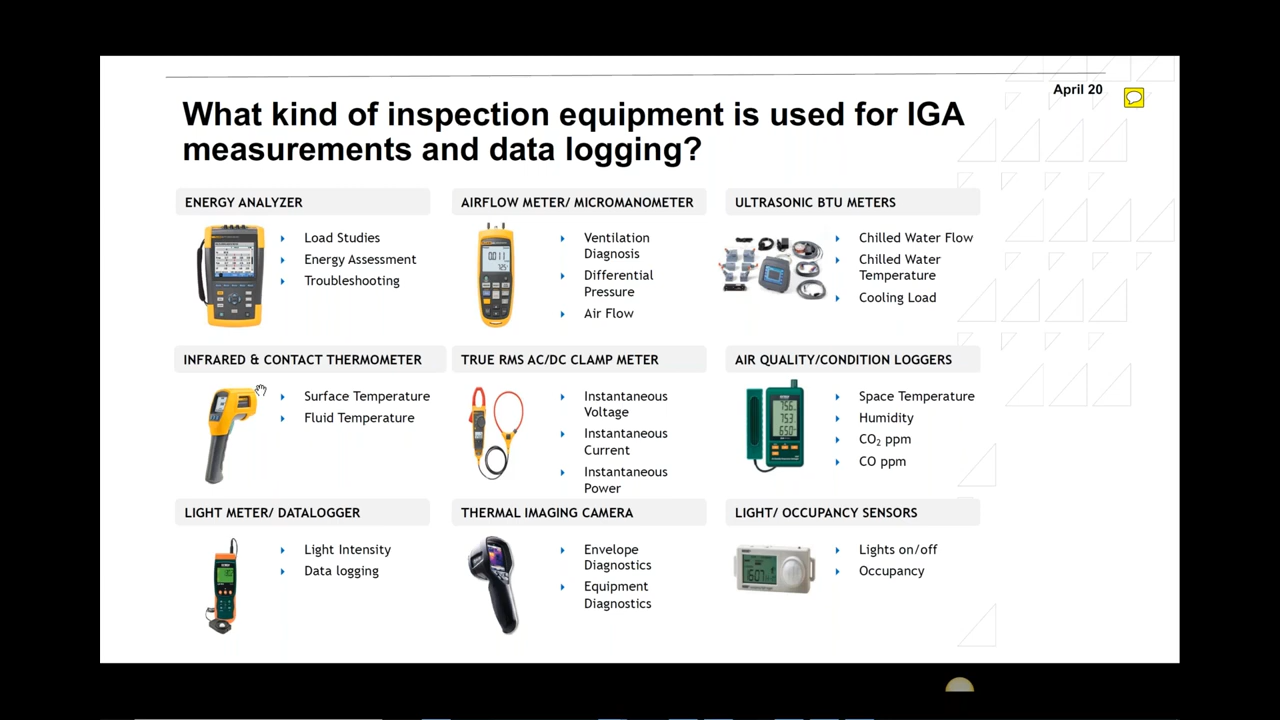 April 20
What kind of inspection equipment is used for IGA
measurements and data logging?
ENERGY ANALYZER
Load Studies
Energy Assessment
Troubleshooting
AIRFLOW METER/ MICROMANOMETER
Ventilation
Diagnosis
Differential
Pressure
Air Flow
ULTRASONIC BTU METERS
Chilled Water Flow
Chilled Water
Temperature
Cooling Load
INFRARED & CONTACT THERMOMETER
Surface Temperature
Fluid Temperature
TRUE RMS AC/DC CLAMP METER
Instantaneous
Voltage
Instantaneous
Current
Instantaneous
Power
AIR QUALITY/CONDITION LOGGERS
Space Temperature
Humidity
CO₂ ppm
CO ppm
LIGHT METER/ DATALOGGER
Light Intensity
Data logging
THERMAL IMAGING CAMERA
Envelope
Diagnostics
Equipment
Diagnostics
LIGHT/ OCCUPANCY SENSORS
Lights on/off
Occupancy